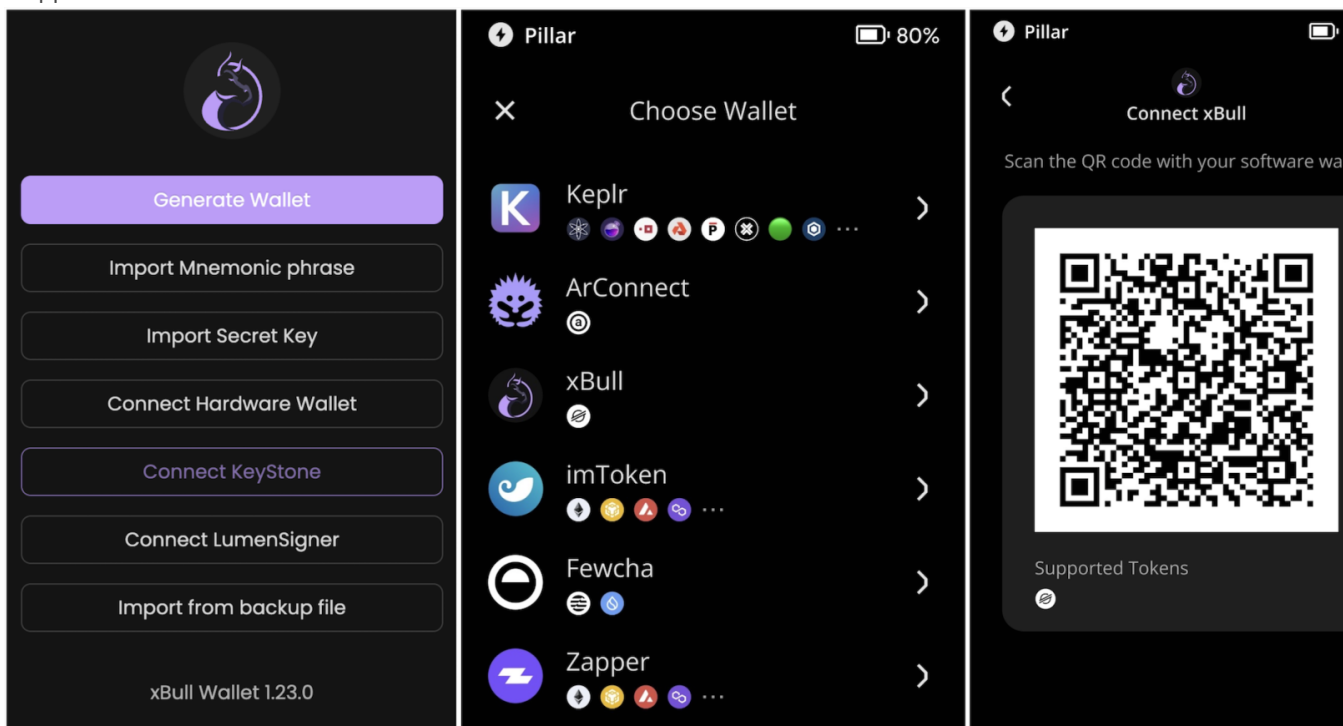 Generate Wallet
Import Mnemonic phrase
Import Secret Key
Connect Hardware Wallet
Connect KeyStone
Connect LumenSigner
Import from backup file
xBull Wallet 1.23.0
Pillar
80%
Choose Wallet
Keplr
ArConnect
xBull
imToken
Fewcha
Zapper
Pillar
Connect xBull
Scan the QR code with your software
Supported Tokens